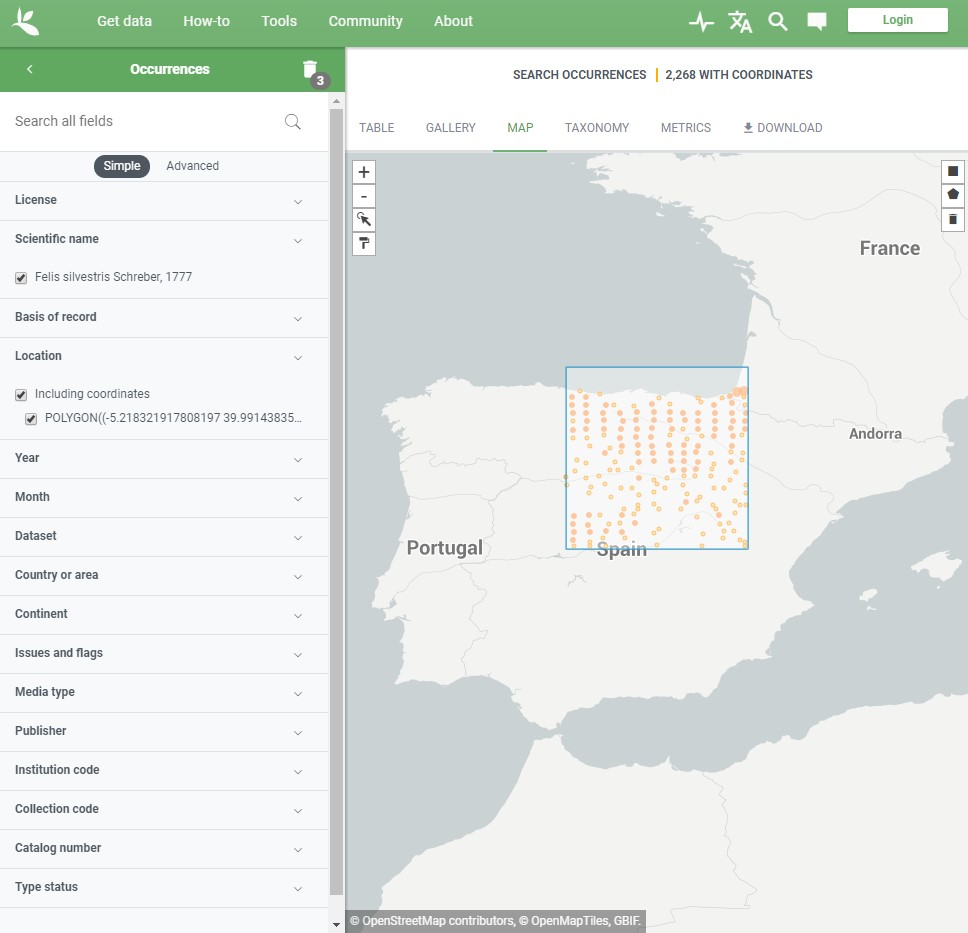 Get data How-to Tools Community About Login
Occurrences 3
SEARCH OCCURRENCES 2,268 WITH COORDINATES
Search all fields
TABLE GALLERY MAP TAXONOMY METRICS DOWNLOAD
Simple Advanced
License
Scientific name
Felis silvestris Schreber, 1777
Basis of record
Location
Including coordinates
POLYGON((-5.218321917808197 39.99143835...
Year
Month
Dataset
Country or area
Continent
Issues and flags
Media type
Publisher
Institution code
Collection code
Catalog number
Type status
+
-
France
Andorra
Portugal
Spain
© OpenStreetMap contributors, © OpenMapTiles, GBIF.